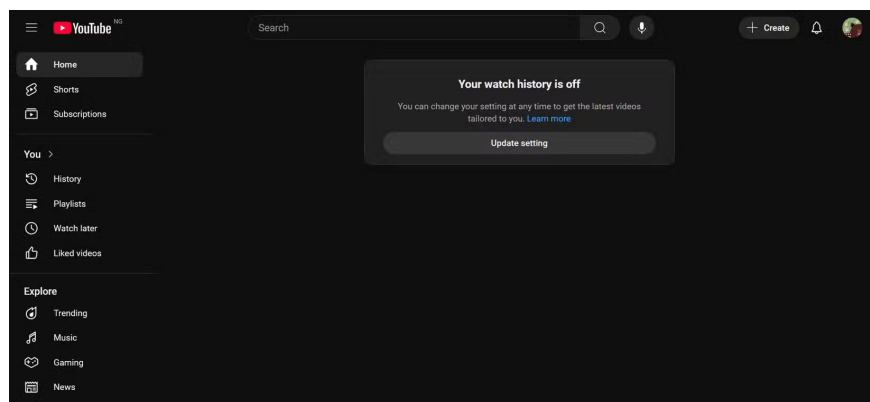 YouTube NG
Search
Create
Home
Shorts
Subscriptions
You
History
Playlists
Watch later
Liked videos
Explore
Trending
Music
Gaming
News
Your watch history is off
You can change your setting at any time to get the latest videos
tailored to you. Learn more
Update setting